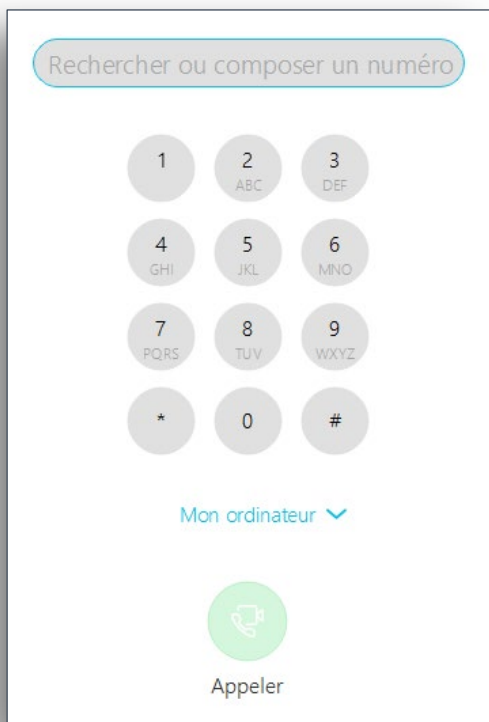 Rechercher ou composer un numéro
1 2 3
ABC DEF
4 5 6
GHI JKL MNO
7 8 9
PQRS TUV WXYZ
* 0 #
Mon ordinateur
Appeler